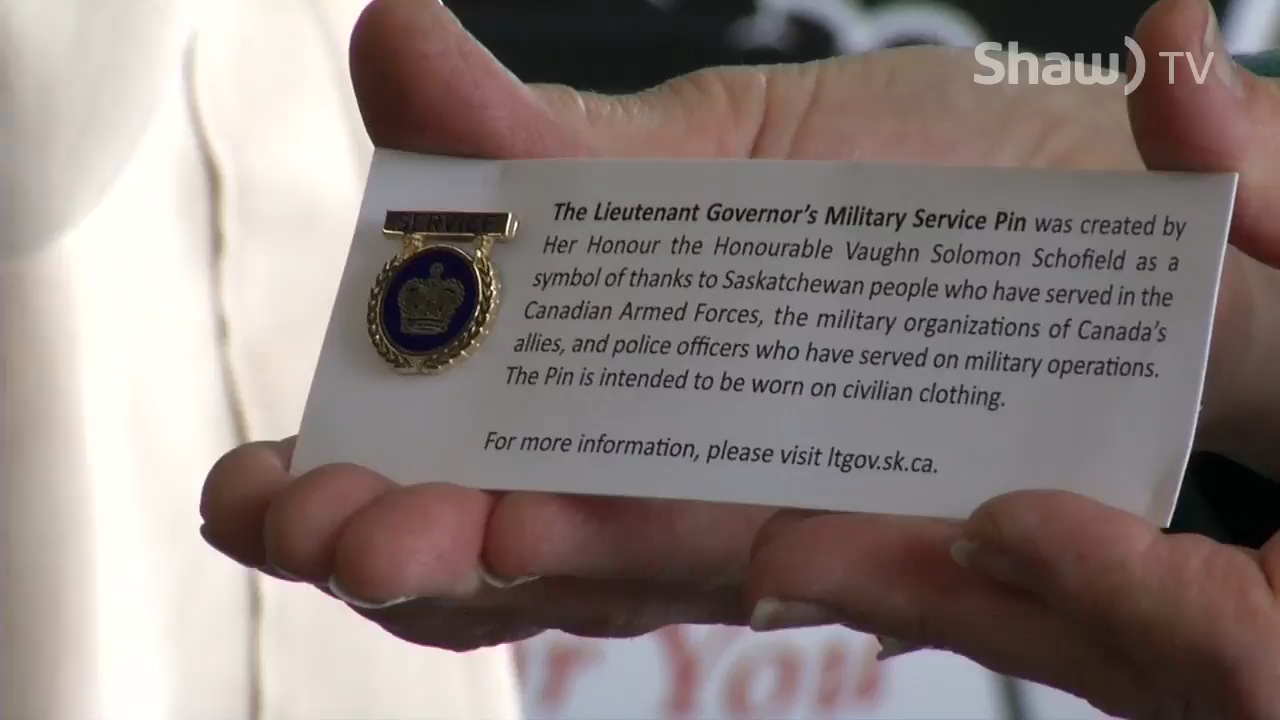 Shaw) TV
SERVICE
The Lieutenant Governor's Military Service Pin was created by
Her Honour the Honourable Vaughn Solomon Schofield as a
symbol of thanks to Saskatchewan people who have served in the
Canadian Armed Forces, the military organizations of Canada's
allies, and police officers who have served on military operations.
The Pin is intended to be worn on civilian clothing.
For more information, please visit ltgov.sk.ca.
You